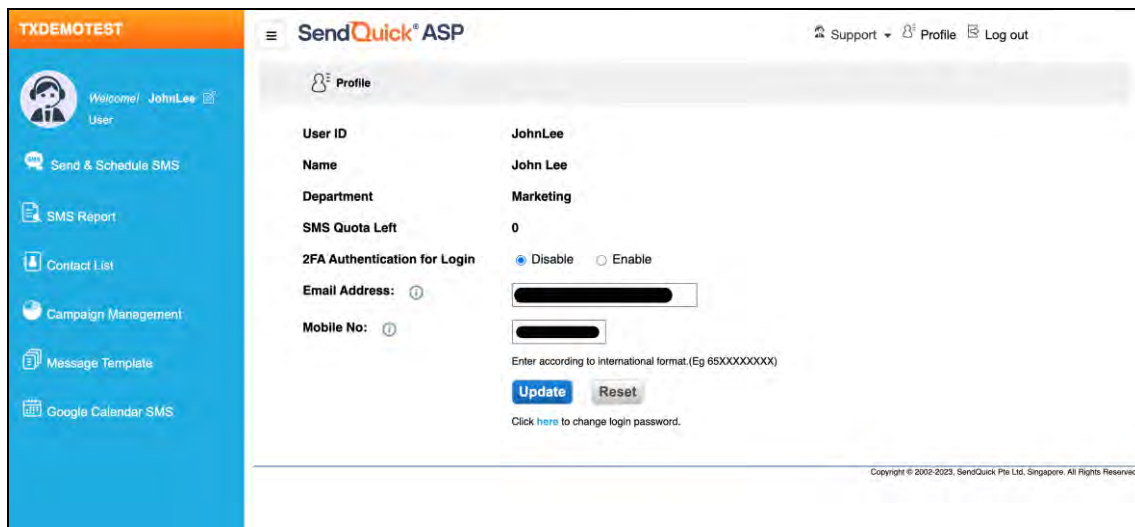 TXDEMOTEST
SendQuick® ASP
Support Profile Log out
Welcome! JohnLee
User
Send & Schedule SMS
SMS Report
Contact List
Campaign Management
Message Template
Google Calendar SMS
Profile
User ID JohnLee
Name John Lee
Department Marketing
SMS Quota Left 0
2FA Authentication for Login Disable Enable
Email Address:
Mobile No:
Enter according to international format.(Eg 65XXXXXXXX)
Update Reset
Click here to change login password.
Copyright © 2002-2023, SendQuick Pte Ltd, Singapore. All Rights Reserved